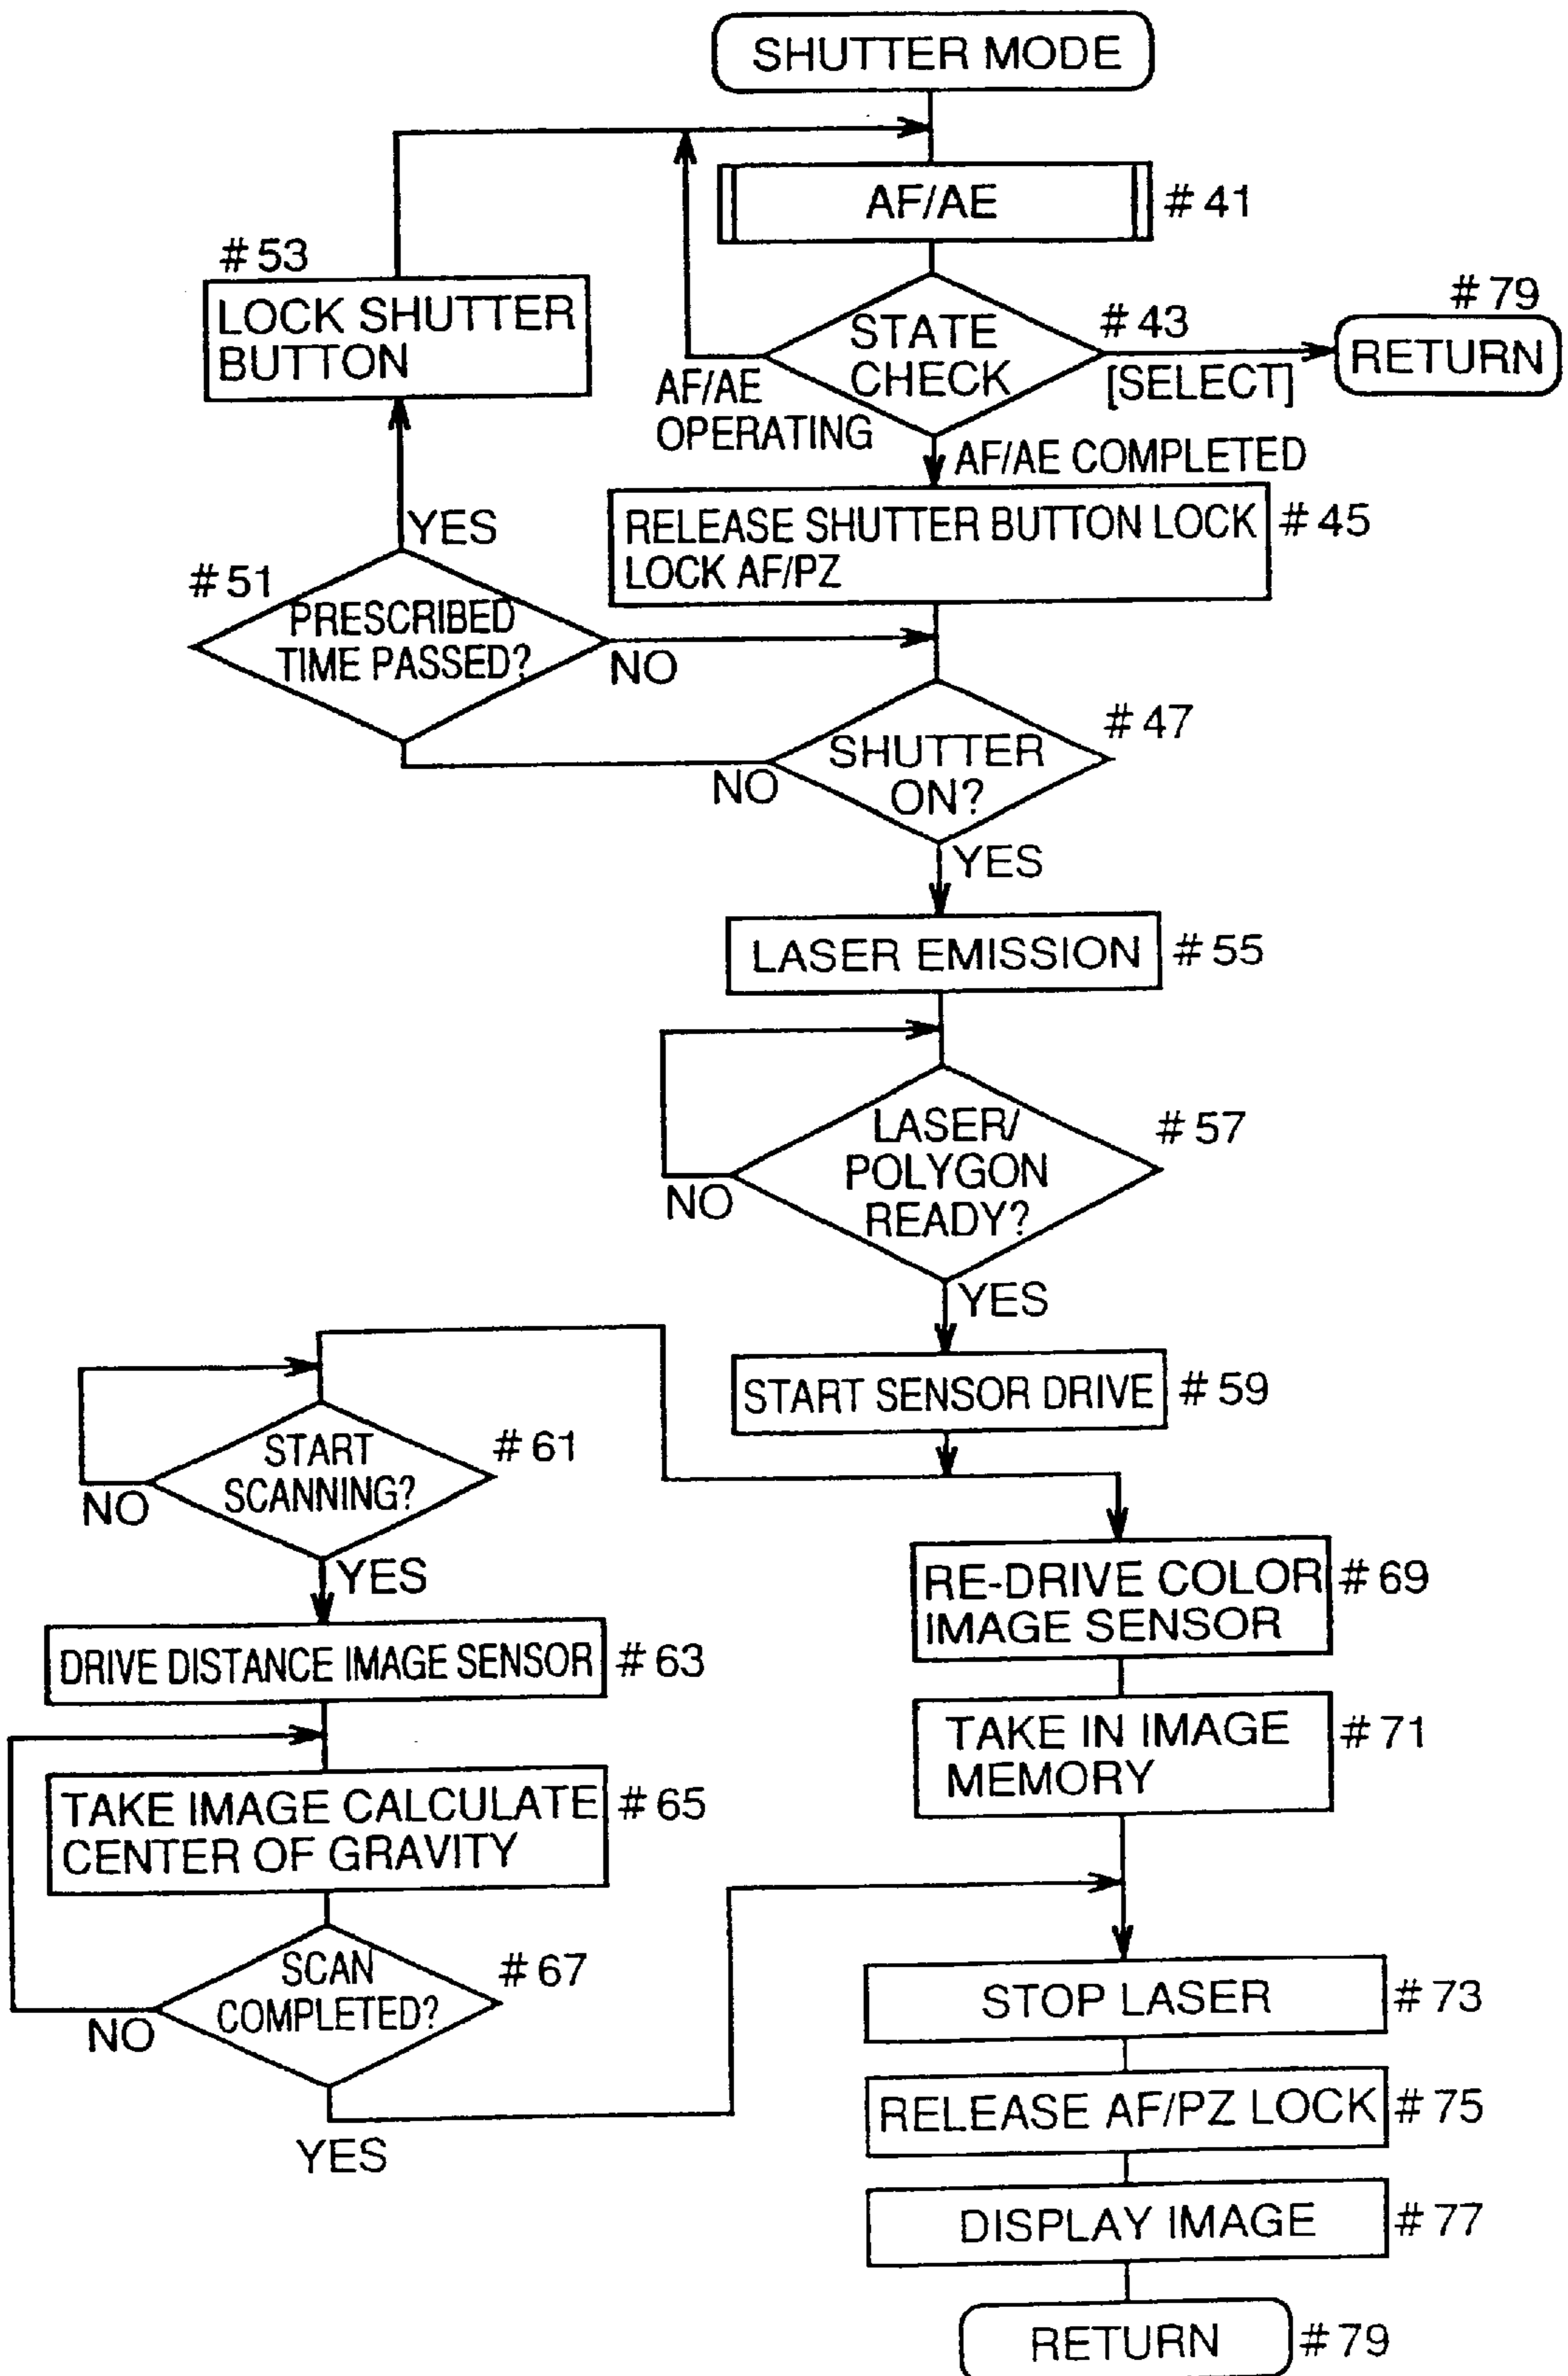 SHUTTER MODE
AF/AE
#41
#53
LOCK SHUTTER
BUTTON
STATE
CHECK
#43
[SELECT]
#79
RETURN
AF/AE
OPERATING
AF/AE COMPLETED
RELEASE SHUTTER BUTTON LOCK
LOCK AF/PZ
#45
YES
#51
PRESCRIBED
TIME PASSED?
NO
#47
SHUTTER
ON?
NO
YES
LASER EMISSION
#55
LASER/
POLYGON
READY?
#57
NO
YES
START SENSOR DRIVE
#59
START
SCANNING?
#61
NO
YES
RE-DRIVE COLOR
IMAGE SENSOR
#69
DRIVE DISTANCE IMAGE SENSOR
#63
TAKE IN IMAGE
MEMORY
#71
TAKE IMAGE CALCULATE
CENTER OF GRAVITY
#65
SCAN
COMPLETED?
#67
NO
YES
STOP LASER
#73
RELEASE AF/PZ LOCK
#75
DISPLAY IMAGE
#77
RETURN
#79